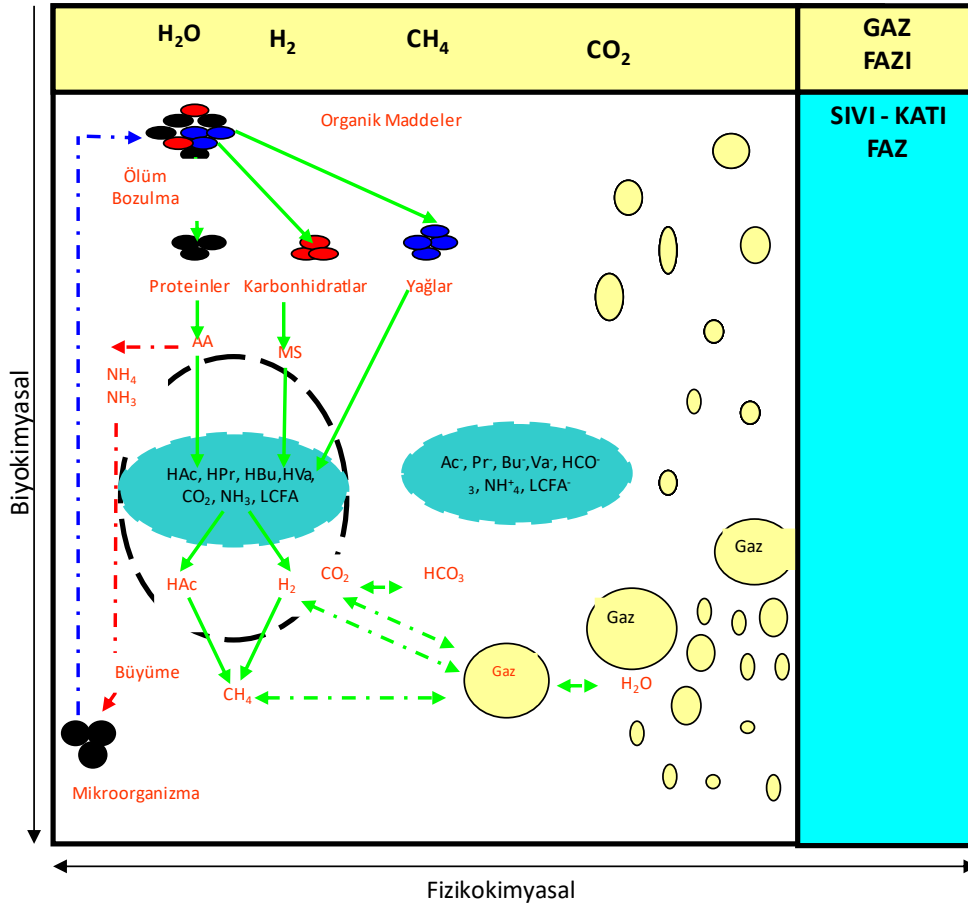 H₂O
H₂
CH₄
CO₂
GAZ
FAZI
SIVI - KATI
FAZ
Organik Maddeler
Ölüm
Bozulma
Proteinler
Karbonhidratlar
Yağlar
AA
MS
NH₄
NH₃
HAc, HPr, HBu, HVa,
CO₂, NH₃, LCFA
Ac⁻, Pr⁻, Bu⁻,Va⁻, HCO⁻
₃, NH⁺₄, LCFA⁻
HAc
H₂
CO₂
HCO₃
Gaz
Gaz
Gaz
H₂O
Büyüme
CH₄
Mikroorganizma
Biyokimyasal
Fizikokimyasal